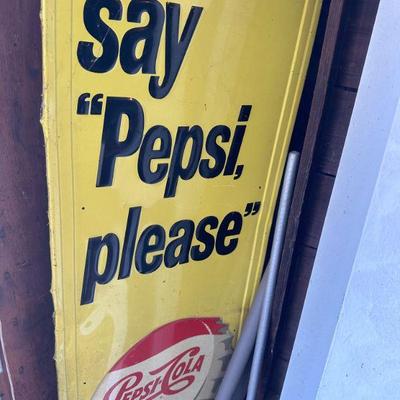 say
“Pepsi,
please”
PEPSI-COLA